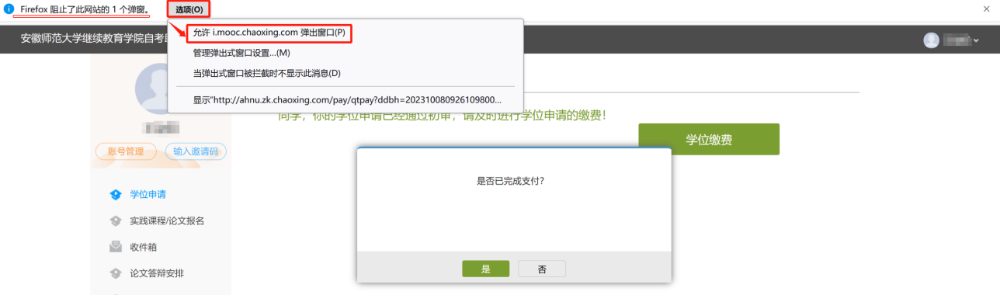 Firefox 阻止了此网站的 1 个弹窗。
选项(O)
允许 i.mooc.chaoxing.com 弹出窗口(P)
管理弹出式窗口设置...(M)
当弹出式窗口被拦截时不显示此消息(D)
显示"http://ahnu.zk.chaoxing.com/pay/qtpay?ddbh=202310080926109800...
安徽师范大学继续教育学院自考
同学，你的学位申请已经通过初审，请及时进行学位申请的缴费！
学位缴费
账号管理
输入邀请码
学位申请
实践课程/论文报名
收件箱
论文答辩安排
是否已完成支付?
是
否